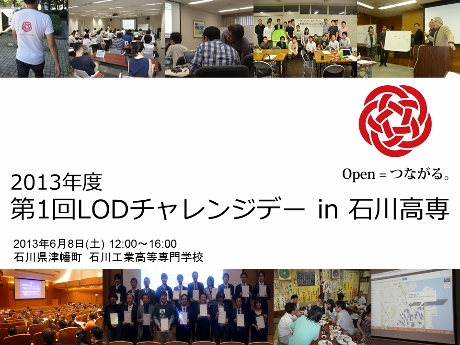 Open = つながる。
2013年度
第1回LODチャレンジデー in 石川高専
2013年6月8日(土) 12:00～16:00
石川県津幡町 石川工業高等専門学校